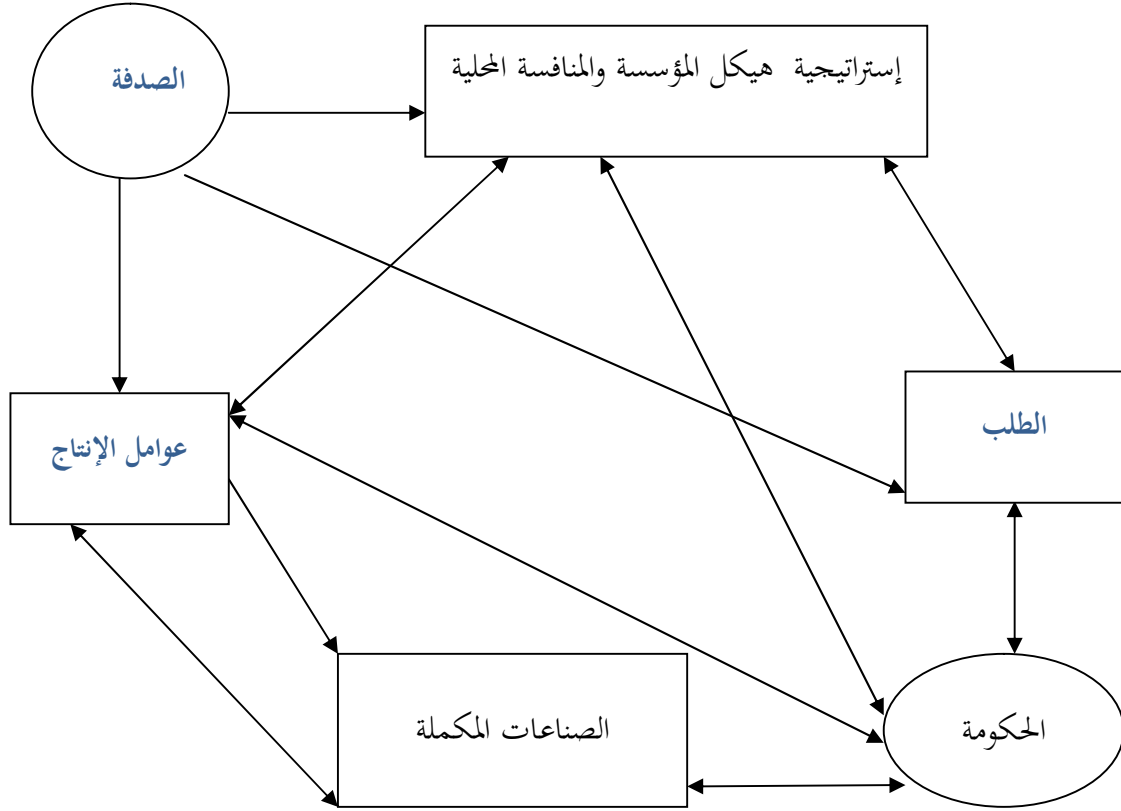 الصدفة
إستراتيجية هيكل المؤسسة والمنافسة المحلية
الطلب
عوامل الإنتاج
الصناعات المكملة
الحكومة